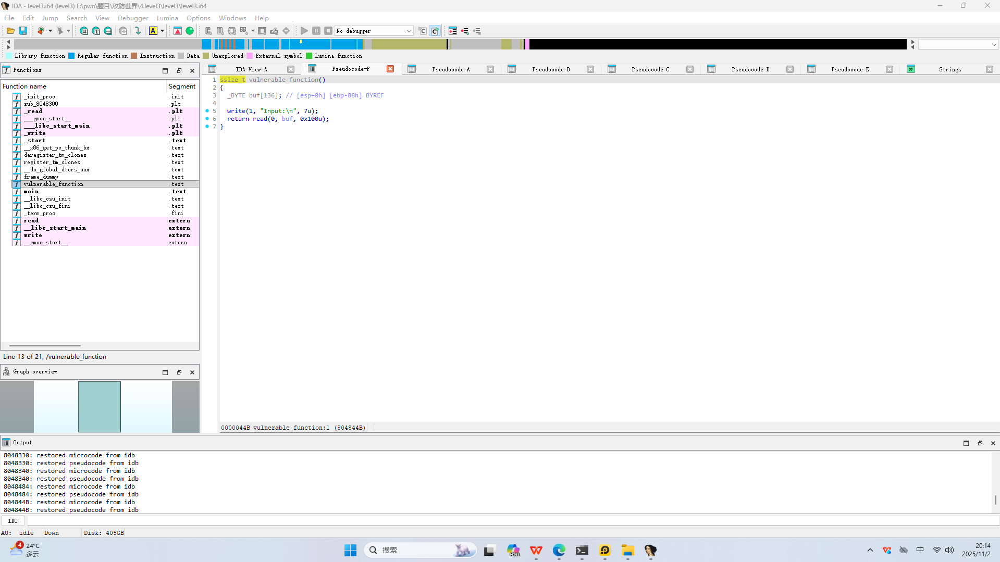 IDA - level3.i64 (level3) E:\pwn\题目\攻防世界\4.level3\level3\level3.i64
File Edit Jump Search View Debugger Lumina Options Windows Help
No debugger
Library function Regular function Instruction Data Unexplored External symbol Lumina function
Functions
Function name Segment
_init_proc .init
sub_8048300 .plt
_read .plt
___gmon_start__ .plt
___libc_start_main .plt
_write .plt
_start .text
__x86_get_pc_thunk_bx .text
deregister_tm_clones .text
register_tm_clones .text
__do_global_dtors_aux .text
frame_dummy .text
vulnerable_function .text
main .text
__libc_csu_init .text
__libc_csu_fini .text
_term_proc .fini
read extern
__libc_start_main extern
write extern
__gmon_start__ extern
Line 13 of 21, /vulnerable_function
Graph overview
IDA View-A Pseudocode-F Pseudocode-A Pseudocode-B Pseudocode-C Pseudocode-D Pseudocode-E Strings
1 ssize_t vulnerable_function()
2 {
3 _BYTE buf[136]; // [esp+0h] [ebp-88h] BYREF
4
5 write(1, "Input:\n", 7u);
6 return read(0, buf, 0x100u);
7 }
0000044B vulnerable_function:1 (804844B)
Output
8048330: restored microcode from idb
8048330: restored pseudocode from idb
8048340: restored microcode from idb
8048340: restored pseudocode from idb
8048484: restored microcode from idb
8048484: restored pseudocode from idb
804844B: restored microcode from idb
804844B: restored pseudocode from idb
IDC
AU: idle Down Disk: 405GB
4
24°C
多云
搜索
M365
中
20:14
2025/11/2